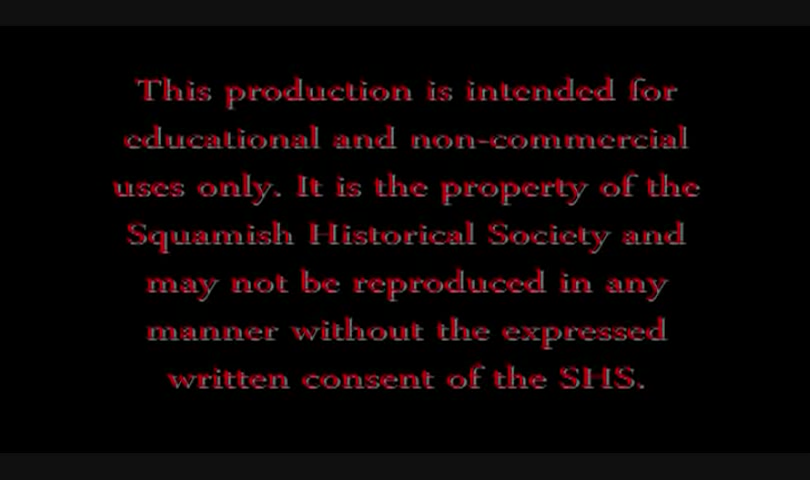 This production is intended for
educational and non-commercial
uses only. It is the property of the
Squamish Historical Society and
may not be reproduced in any
manner without the expressed
written consent of the SHS.